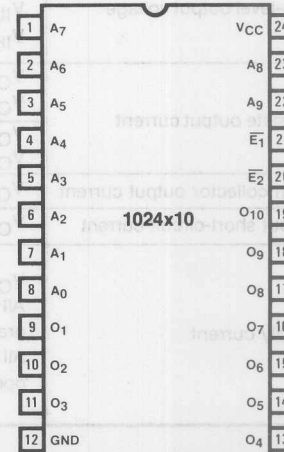 1 A7 VCC 24
2 A6 A8 23
3 A5 A9 22
4 A4 E1 2
5 A3 E2 20
6 A2 1024x10 O10 19
7 A1 O9 18
8 A0 O8 17
9 O1 O7 16
10 O2 O6 15
11 O3 O5 14
12 GND O4 13